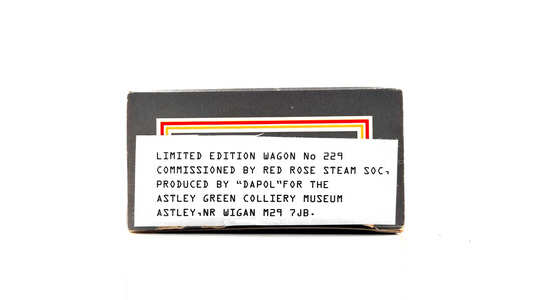 LIMITED EDITION WAGON No 229
COMMISSIONED BY RED ROSE STEAM SOC,
PRODUCED BY "DAPOL"FOR THE
ASTLEY GREEN COLLIERY MUSEUM
ASTLEY,NR WIGAN M29 7JB.